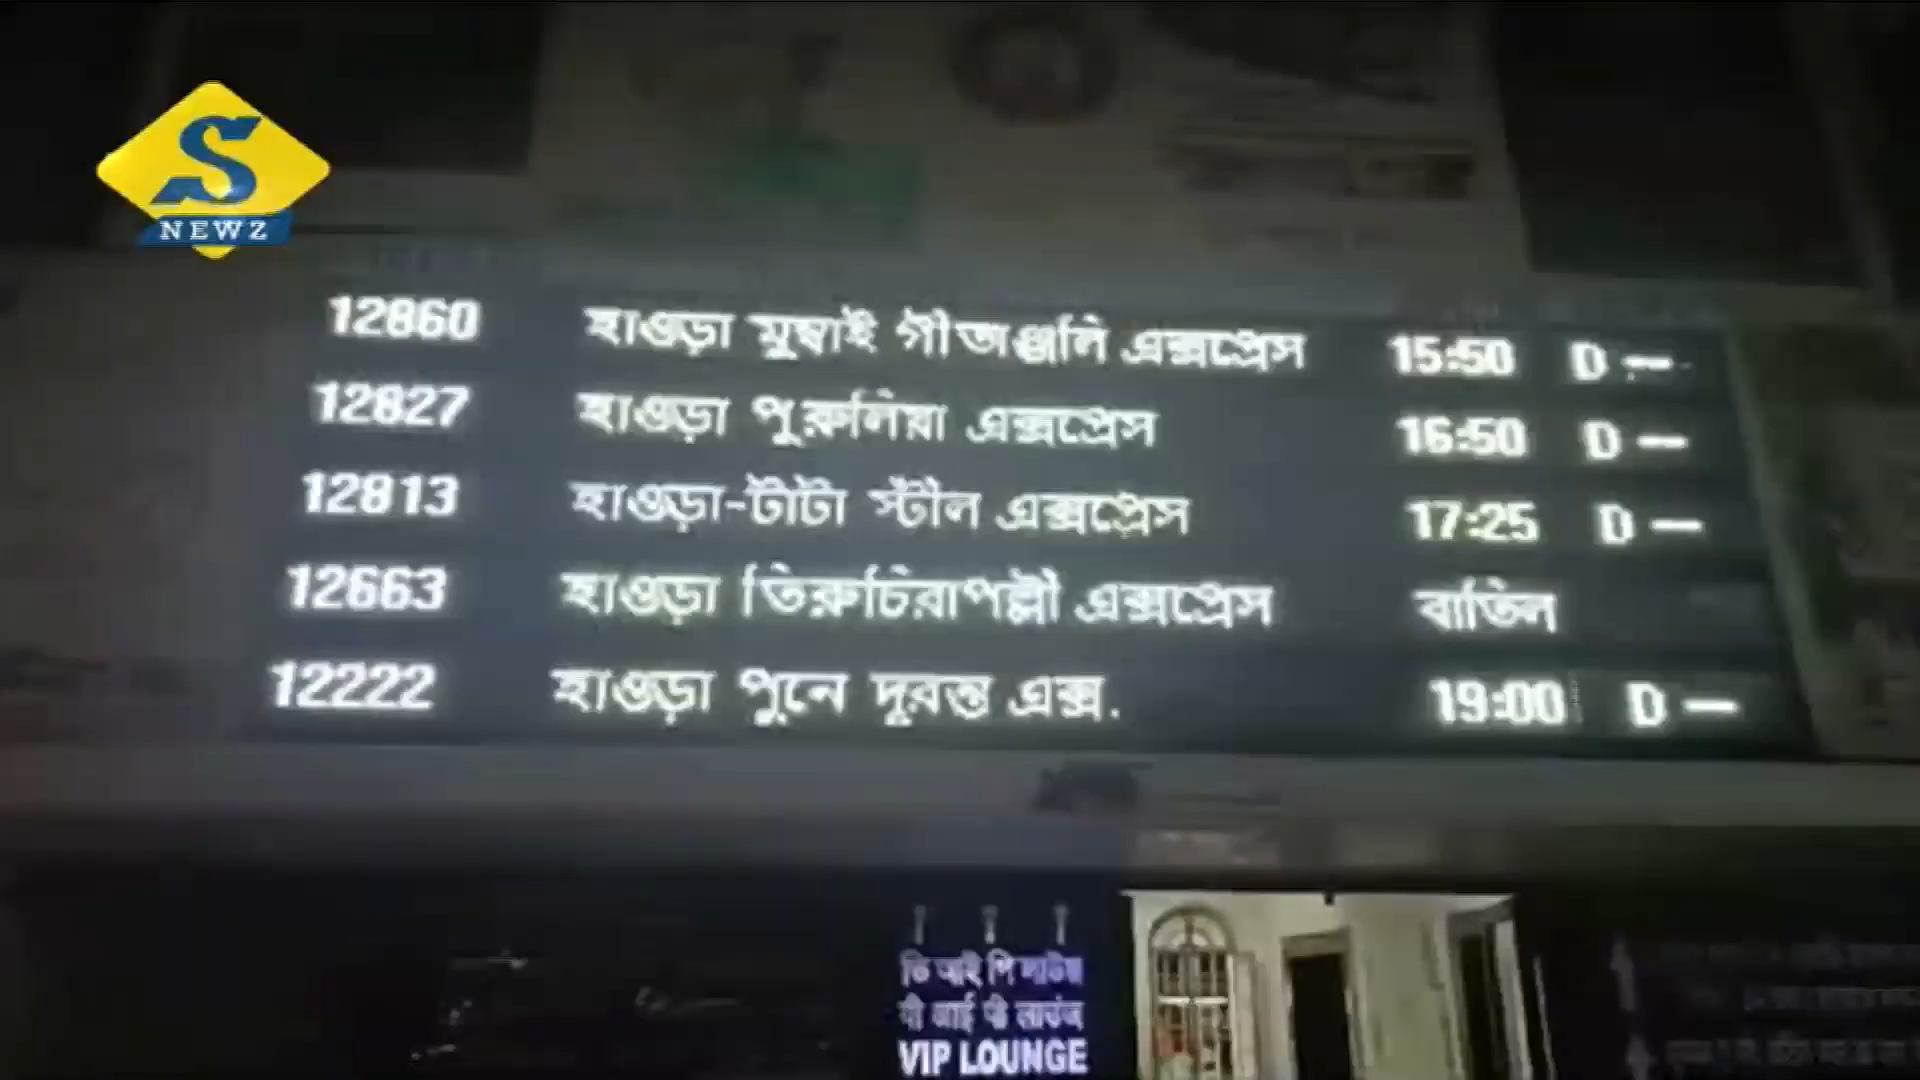 S
NEWZ
12860 হাওড়া মুম্বাই গীতাঞ্জলি এক্সপ্রেস 15:50 D —
12827 হাওড়া পুরুলিয়া এক্সপ্রেস 16:50 D —
12813 হাওড়া-টাটা স্টীল এক্সপ্রেস 17:25 D —
12663 হাওড়া তিরুচিরাপল্লী এক্সপ্রেস বাতিল
12222 হাওড়া পুনে দূরন্ত এক্স. 19:00 D —
ভি আই পি লাউঞ্জ
वी आई पी लाउंज
VIP LOUNGE